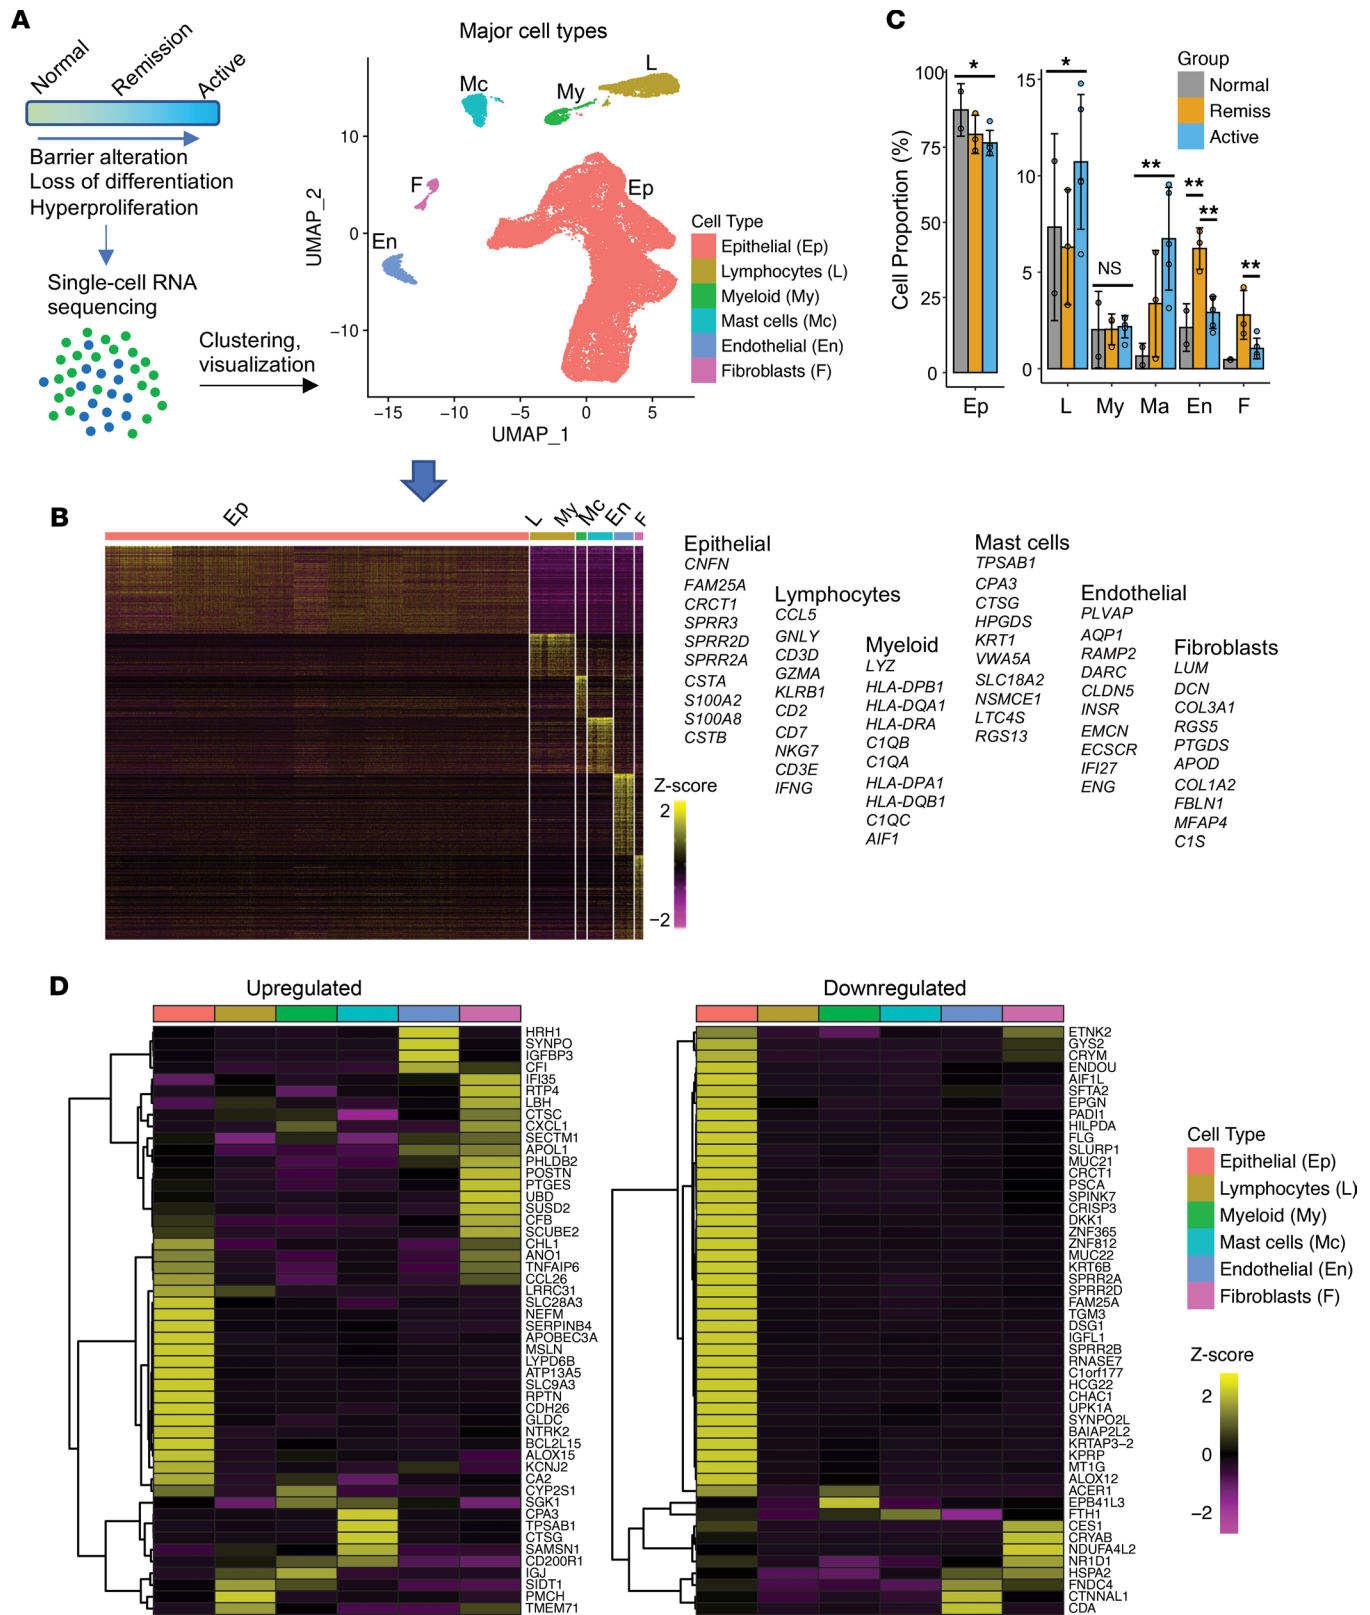 A
Normal
Remission
Active
Barrier alteration
Loss of differentiation
Hyperproliferation
Single-cell RNA
sequencing
Clustering,
visualization
Major cell types
UMAP_2
10
0
−10
Mc
My
L
F
Ep
En
−15
−10
−5
0
5
UMAP_1
Cell Type
Epithelial (Ep)
Lymphocytes (L)
Myeloid (My)
Mast cells (Mc)
Endothelial (En)
Fibroblasts (F)
C
Cell Proportion (%)
100
75
50
25
0
*
Ep
15
10
5
0
*
NS
**
**
**
**
L
My
Ma
En
F
Group
Normal
Remiss
Active
B
Ep
L
My
Mc
En
F
Z-score
2
−2
Epithelial
CNFN
FAM25A
CRCT1
SPRR3
SPRR2D
SPRR2A
CSTA
S100A2
S100A8
CSTB
Lymphocytes
CCL5
GNLY
CD3D
GZMA
KLRB1
CD2
CD7
NKG7
CD3E
IFNG
Myeloid
LYZ
HLA-DPB1
HLA-DQA1
HLA-DRA
C1QB
C1QA
HLA-DPA1
HLA-DQB1
C1QC
AIF1
Mast cells
TPSAB1
CPA3
CTSG
HPGDS
KRT1
VWA5A
SLC18A2
NSMCE1
LTC4S
RGS13
Endothelial
PLVAP
AQP1
RAMP2
DARC
CLDN5
INSR
EMCN
ECSCR
IFI27
ENG
Fibroblasts
LUM
DCN
COL3A1
RGS5
PTGDS
APOD
COL1A2
FBLN1
MFAP4
C1S
D
Upregulated
HRH1
SYNPO
IGFBP3
CFI
IFI35
RTP4
LBH
CTSC
CXCL1
SECTM1
APOL1
PHLDB2
POSTN
PTGES
UBD
SUSD2
CFB
SCUBE2
CHL1
ANO1
TNFAIP6
CCL26
LRRC31
SLC28A3
NEFM
SERPINB4
APOBEC3A
MSLN
LYPD6B
ATP13A5
SLC9A3
RPTN
CDH26
GLDC
NTRK2
BCL2L15
ALOX15
KCNJ2
CA2
CYP2S1
SGK1
CPA3
TPSAB1
CTSG
SAMSN1
CD200R1
IGJ
SIDT1
PMCH
TMEM71
Downregulated
ETNK2
GYS2
CRYM
ENDOU
AIF1L
SFTA2
EPGN
PADI1
HILPDA
FLG
SLURP1
MUC21
CRCT1
PSCA
SPINK7
CRISP3
DKK1
ZNF365
ZNF812
MUC22
KRT6B
SPRR2A
SPRR2D
FAM25A
TGM3
DSG1
IGFL1
SPRR2B
RNASE7
C1orf177
HCG22
CHAC1
UPK1A
SYNPO2L
BAIAP2L2
KRTAP3−2
KPRP
MT1G
ALOX12
ACER1
EPB41L3
FTH1
CES1
CRYAB
NDUFA4L2
NR1D1
HSPA2
FNDC4
CTNNAL1
CDA
Cell Type
Epithelial (Ep)
Lymphocytes (L)
Myeloid (My)
Mast cells (Mc)
Endothelial (En)
Fibroblasts (F)
Z-score
2
0
−2